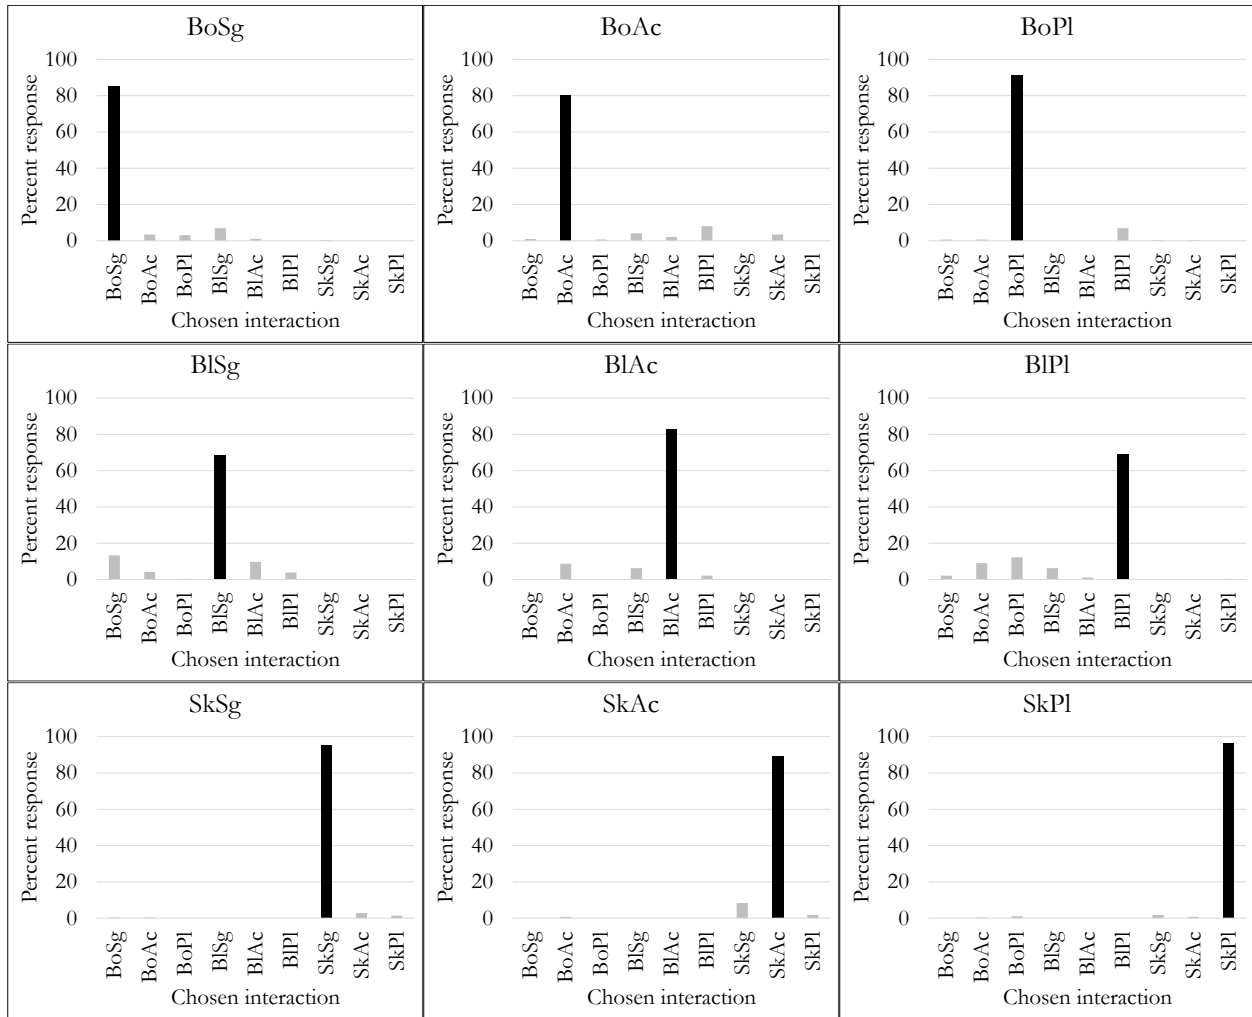 BoSg
Percent response
100
80
60
40
20
0
BoSg
BoAc
BoPl
BlSg
BlAc
BlPl
SkSg
SkAc
SkPl
Chosen interaction
BoAc
Percent response
100
80
60
40
20
0
BoSg
BoAc
BoPl
BlSg
BlAc
BlPl
SkSg
SkAc
SkPl
Chosen interaction
BoPl
Percent response
100
80
60
40
20
0
BoSg
BoAc
BoPl
BlSg
BlAc
BlPl
SkSg
SkAc
SkPl
Chosen interaction
BlSg
Percent response
100
80
60
40
20
0
BoSg
BoAc
BoPl
BlSg
BlAc
BlPl
SkSg
SkAc
SkPl
Chosen interaction
BlAc
Percent response
100
80
60
40
20
0
BoSg
BoAc
BoPl
BlSg
BlAc
BlPl
SkSg
SkAc
SkPl
Chosen interaction
BlPl
Percent response
100
80
60
40
20
0
BoSg
BoAc
BoPl
BlSg
BlAc
BlPl
SkSg
SkAc
SkPl
Chosen interaction
SkSg
Percent response
100
80
60
40
20
0
BoSg
BoAc
BoPl
BlSg
BlAc
BlPl
SkSg
SkAc
SkPl
Chosen interaction
SkAc
Percent response
100
80
60
40
20
0
BoSg
BoAc
BoPl
BlSg
BlAc
BlPl
SkSg
SkAc
SkPl
Chosen interaction
SkPl
Percent response
100
80
60
40
20
0
BoSg
BoAc
BoPl
BlSg
BlAc
BlPl
SkSg
SkAc
SkPl
Chosen interaction